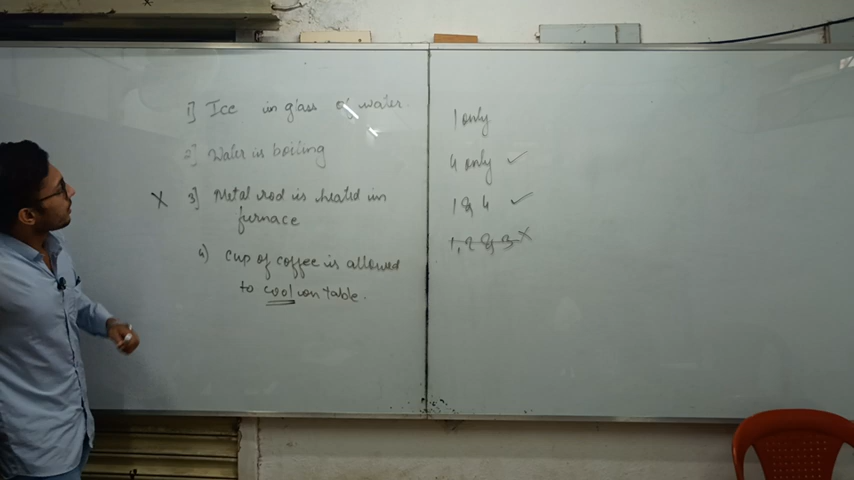 1] Ice in glass of water
2] Water is boiling
X 3] Metal rod is heated in
furnace
4) cup of coffee is allowed
to cool on table.
1 only
4 only ✓
1 & 4 ✓
1, 2 & 3 X